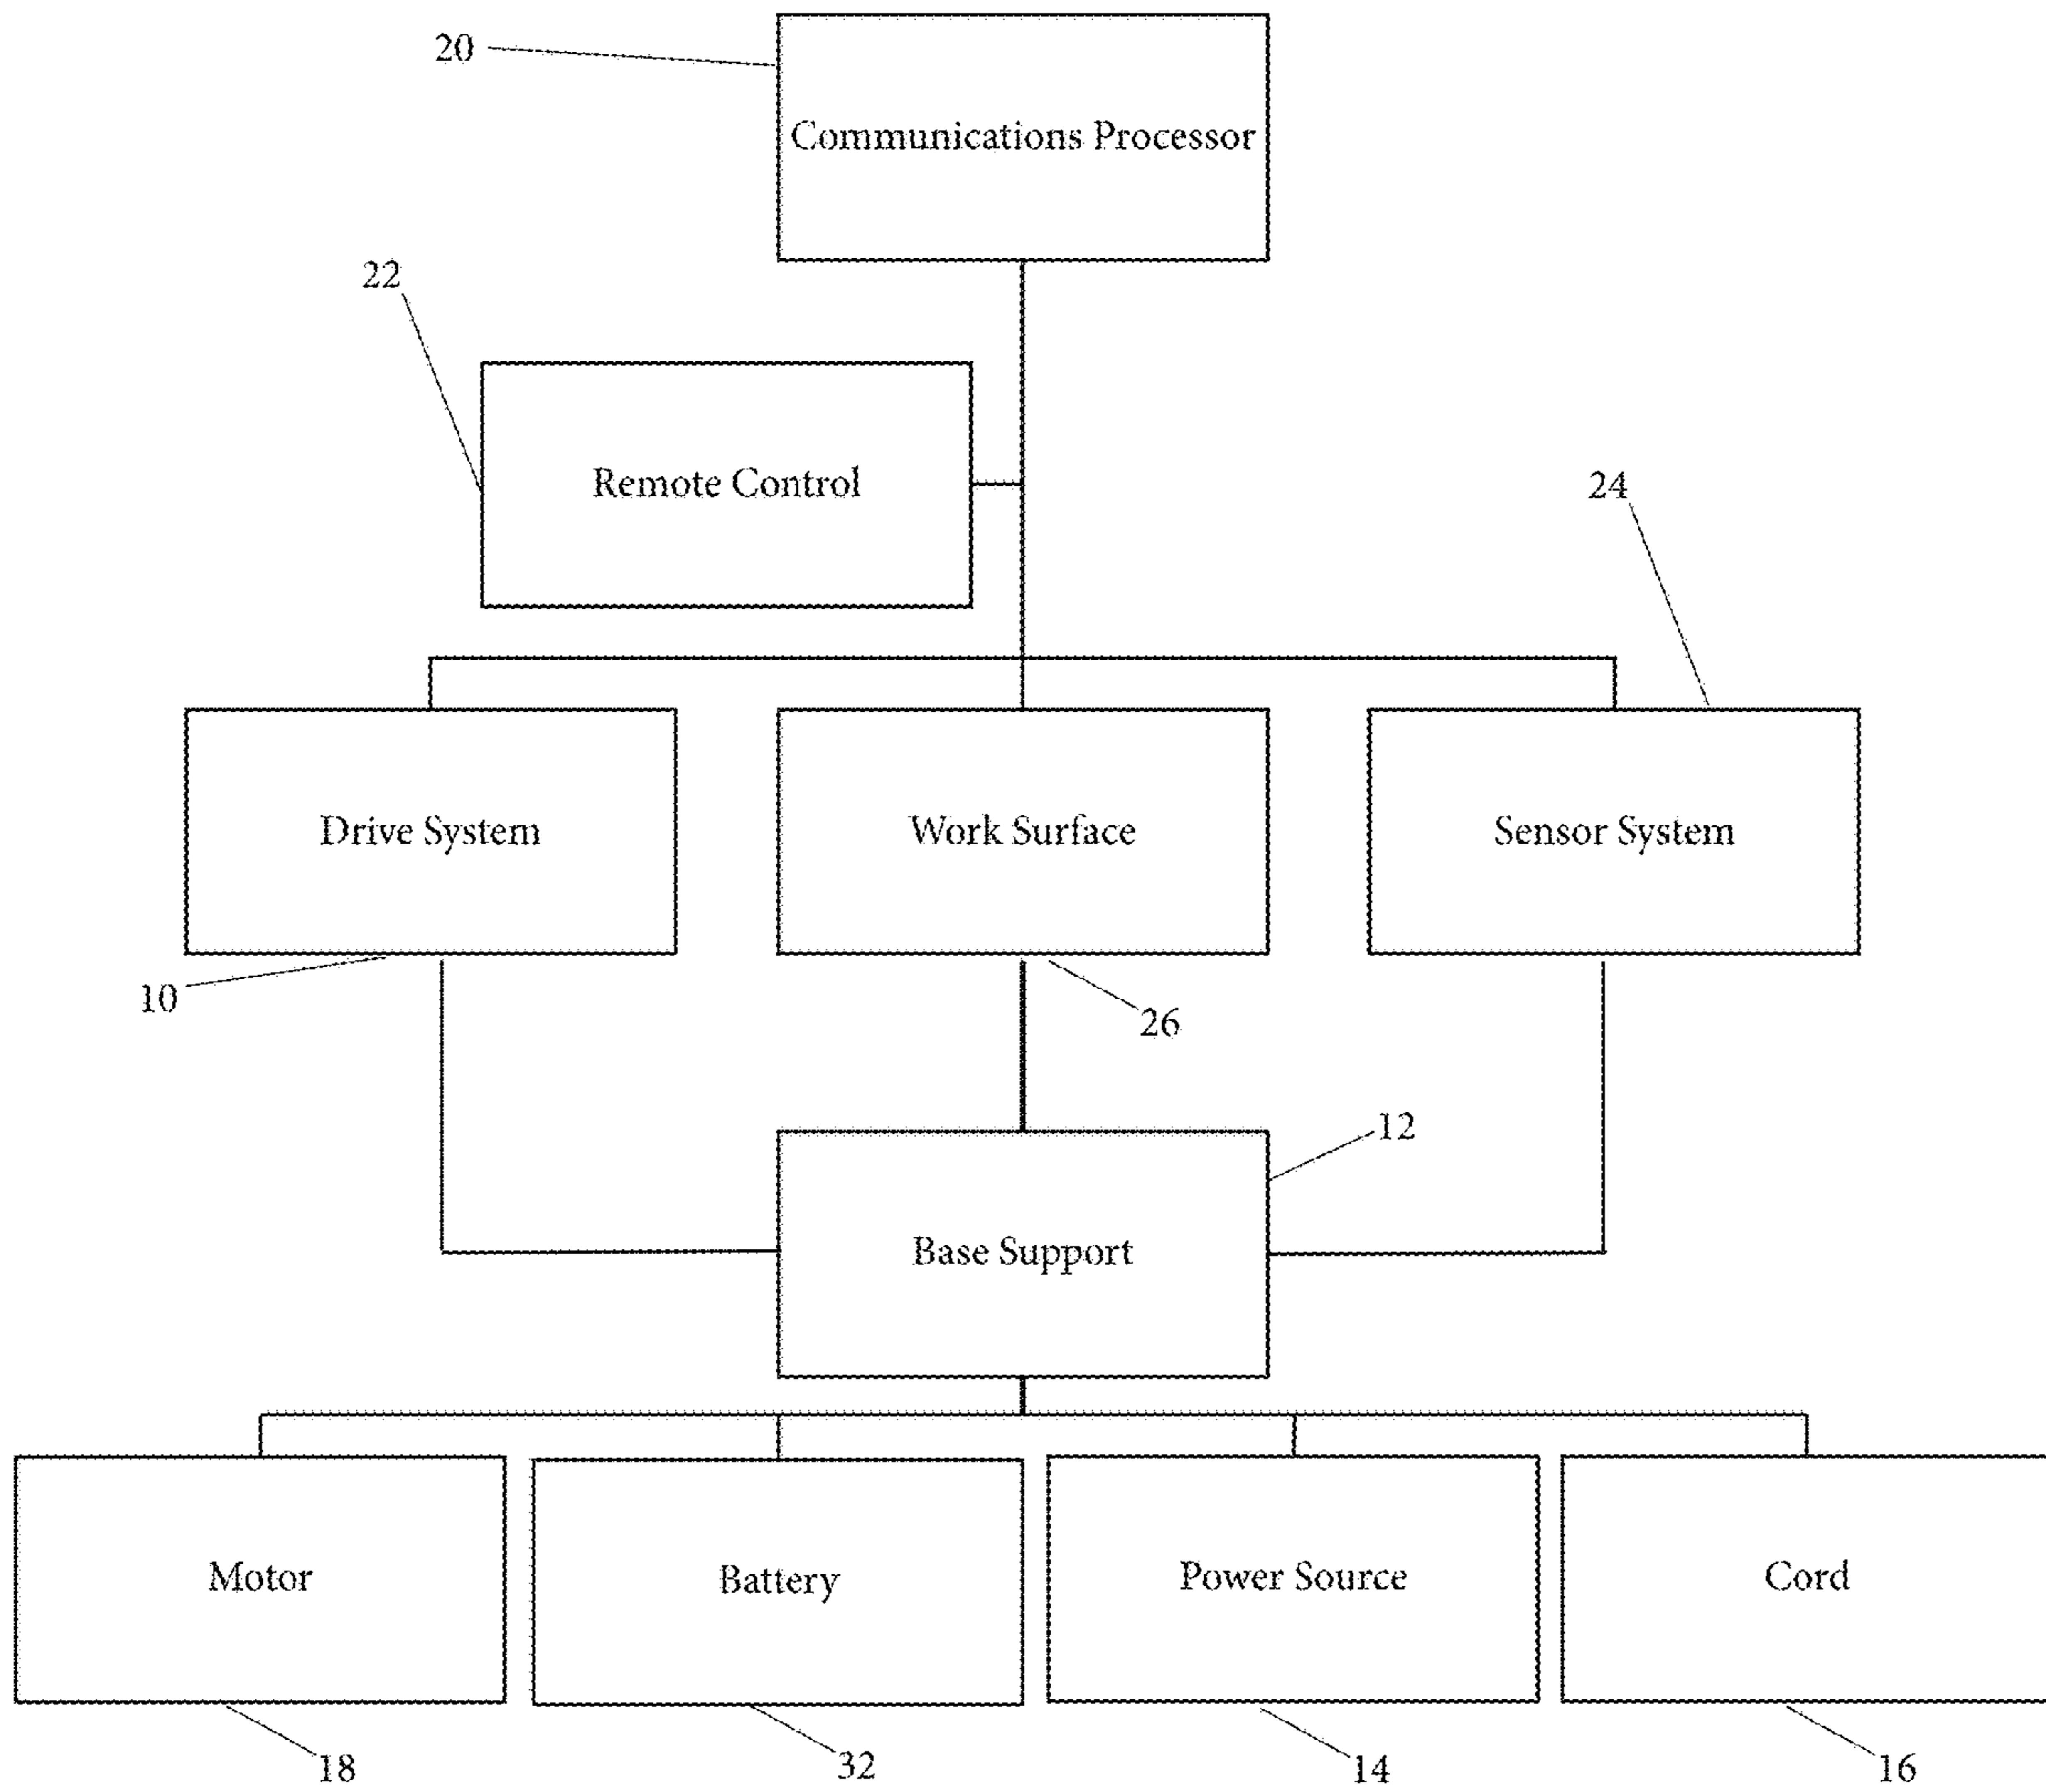 20
Communications Processor
22
Remote Control
24
Drive System
Work Surface
Sensor System
10
26
12
Base Support
Motor
Battery
Power Source
Cord
18
32
14
16